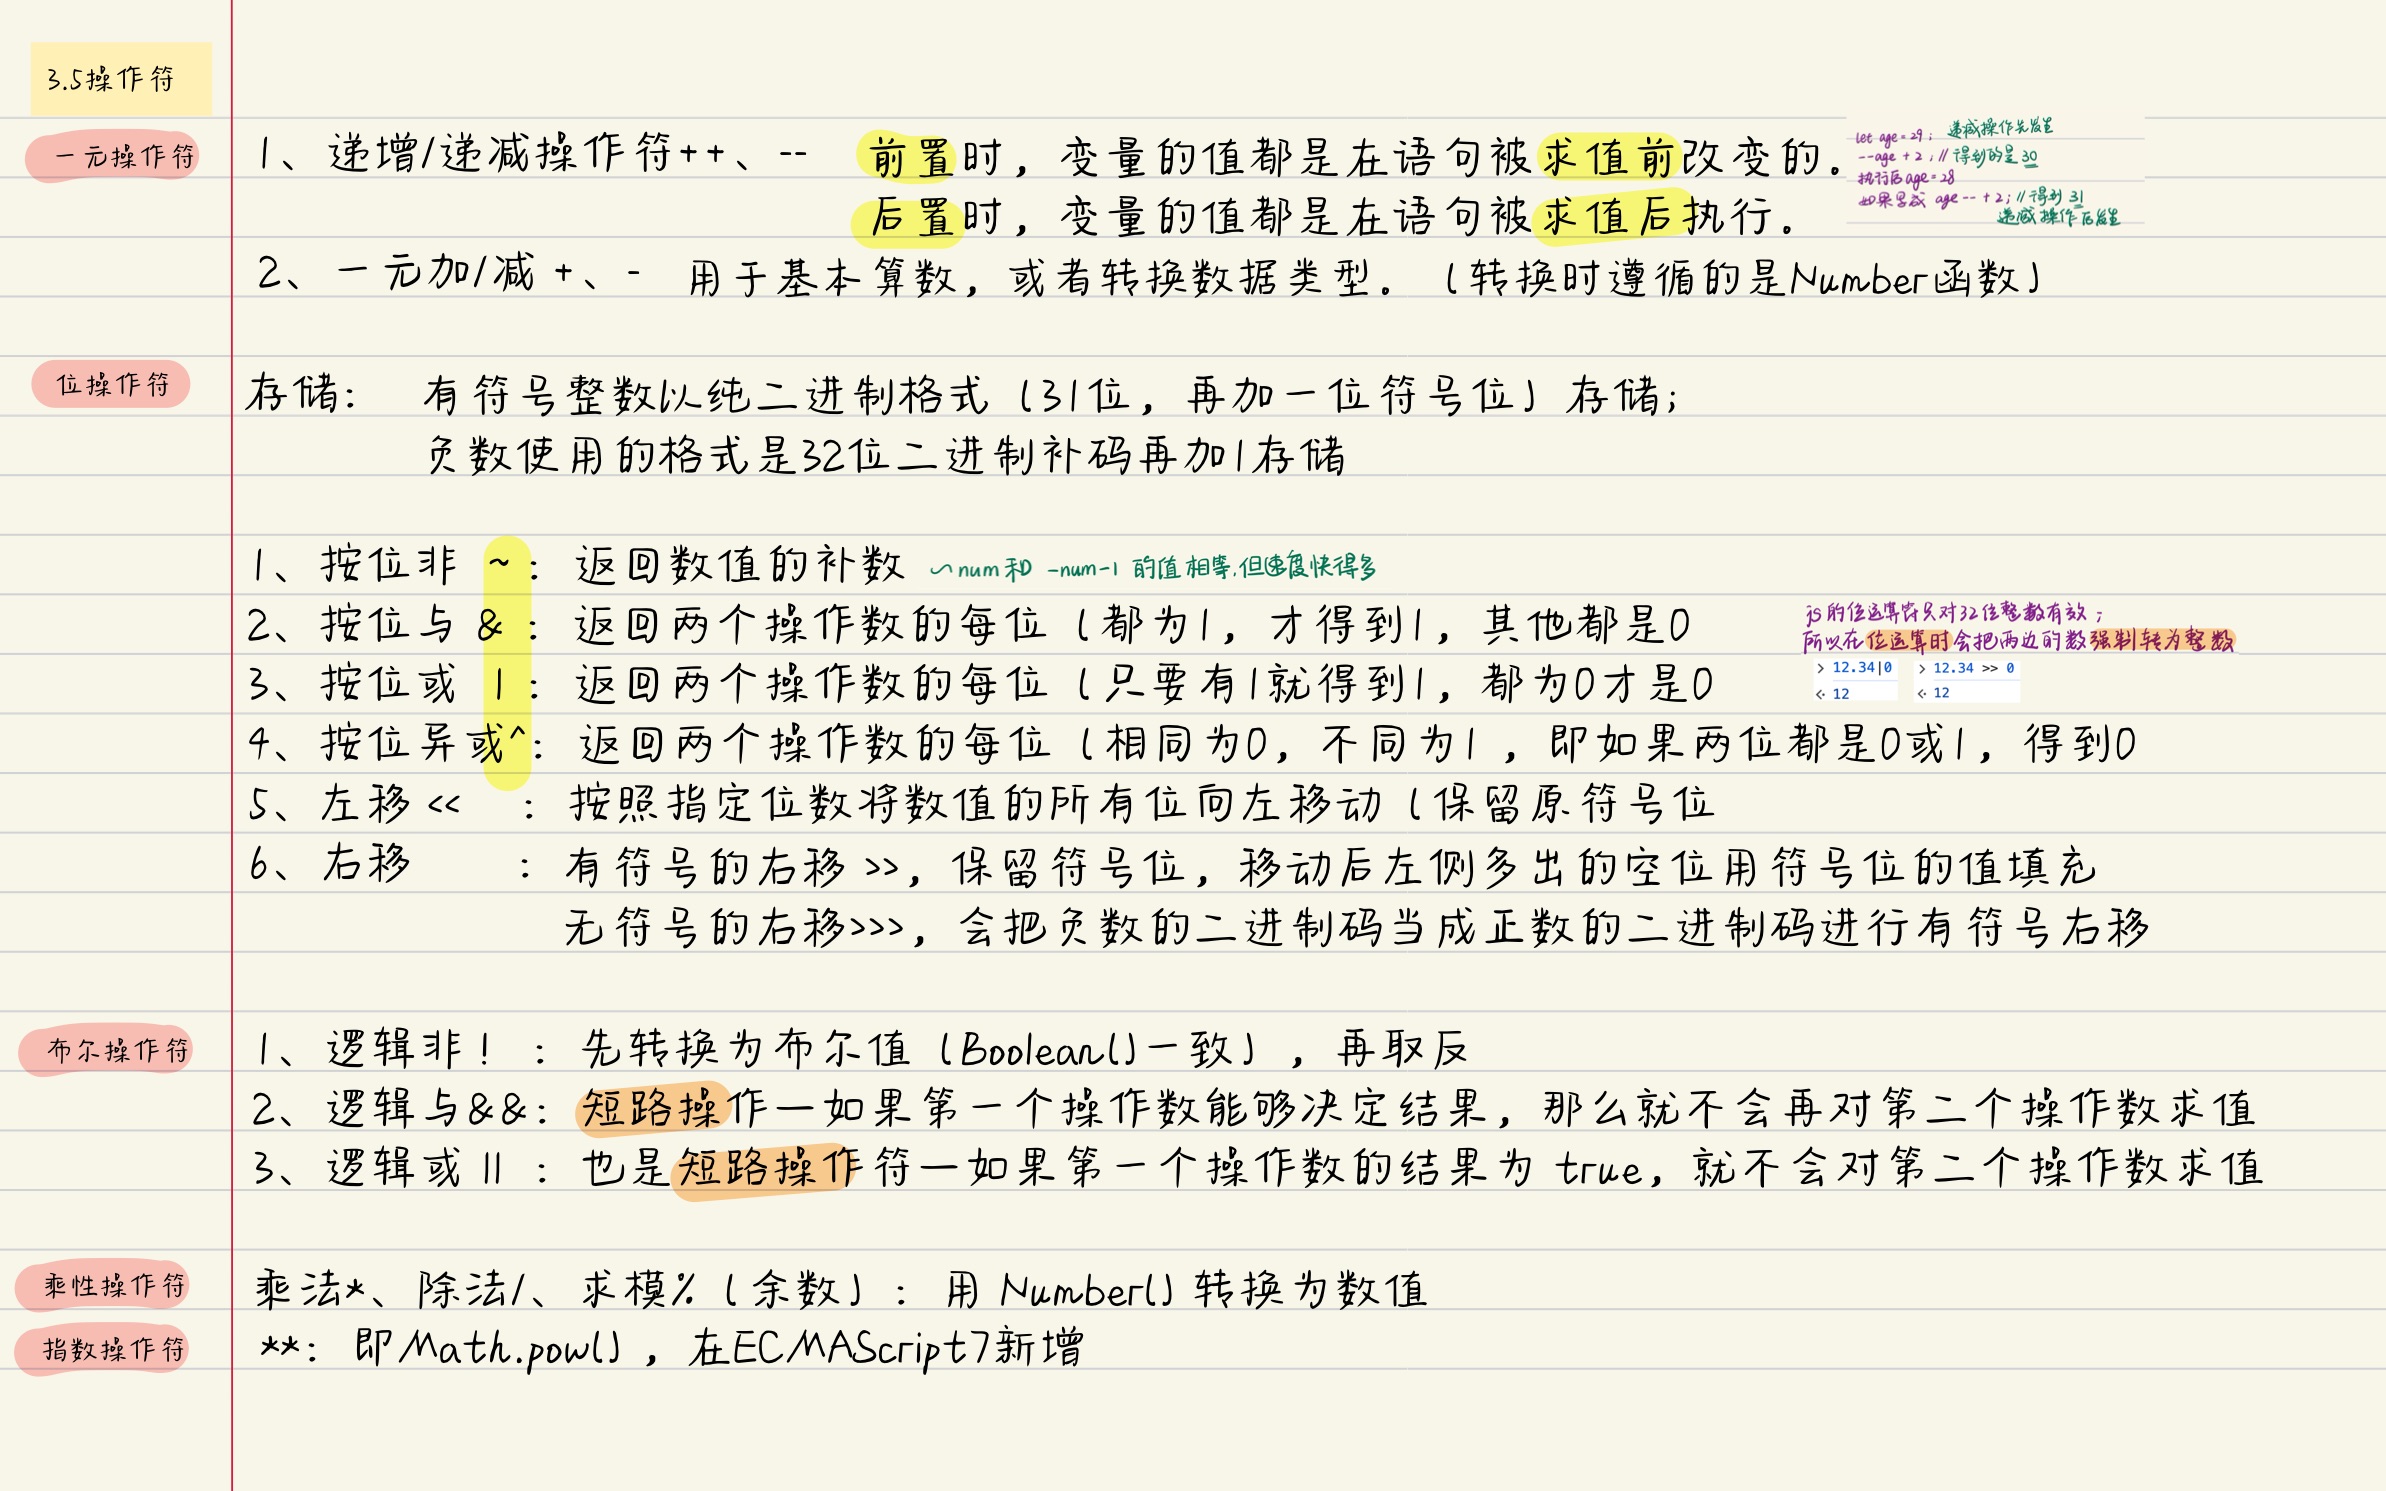 3.5操作符
一元操作符
1、递增/递减操作符++、-- 前置时，变量的值都是在语句被求值前改变的。
let age = 29； 递减操作先发生
--age + 2；// 得到的是 30
执行后age = 28
如果写成 age -- + 2；// 得到 31
递减操作后发生
后置时，变量的值都是在语句被求值后执行。
2、一元加/减 +、- 用于基本算数，或者转换数据类型。（转换时遵循的是Number函数）
位操作符
存储： 有符号整数以纯二进制格式（31位，再加一位符号位）存储；
负数使用的格式是32位二进制补码再加1存储
1、按位非 ~： 返回数值的补数 ~num和 -num-1 的值相等，但速度快得多
2、按位与 &： 返回两个操作数的每位（都为1，才得到1，其他都是0
js的位运算符只对32位整数有效；
所以在位运算时会把两边的数强制转为整数
> 12.34|0 > 12.34 >> 0
< 12 < 12
3、按位或 |： 返回两个操作数的每位（只要有1就得到1，都为0才是0
4、按位异或^： 返回两个操作数的每位（相同为0，不同为1，即如果两位都是0或1，得到0
5、左移 << ： 按照指定位数将数值的所有位向左移动（保留原符号位
6、右移 ： 有符号的右移 >>，保留符号位，移动后左侧多出的空位用符号位的值填充
无符号的右移>>>，会把负数的二进制码当成正数的二进制码进行有符号右移
布尔操作符
1、逻辑非！ ： 先转换为布尔值（Boolean()一致），再取反
2、逻辑与&&： 短路操作—如果第一个操作数能够决定结果，那么就不会再对第二个操作数求值
3、逻辑或 || ： 也是短路操作符—如果第一个操作数的结果为 true，就不会对第二个操作数求值
乘性操作符
乘法*、除法/、求模%（余数）： 用 Number() 转换为数值
指数操作符
**： 即Math.pow()，在ECMAScript7新增